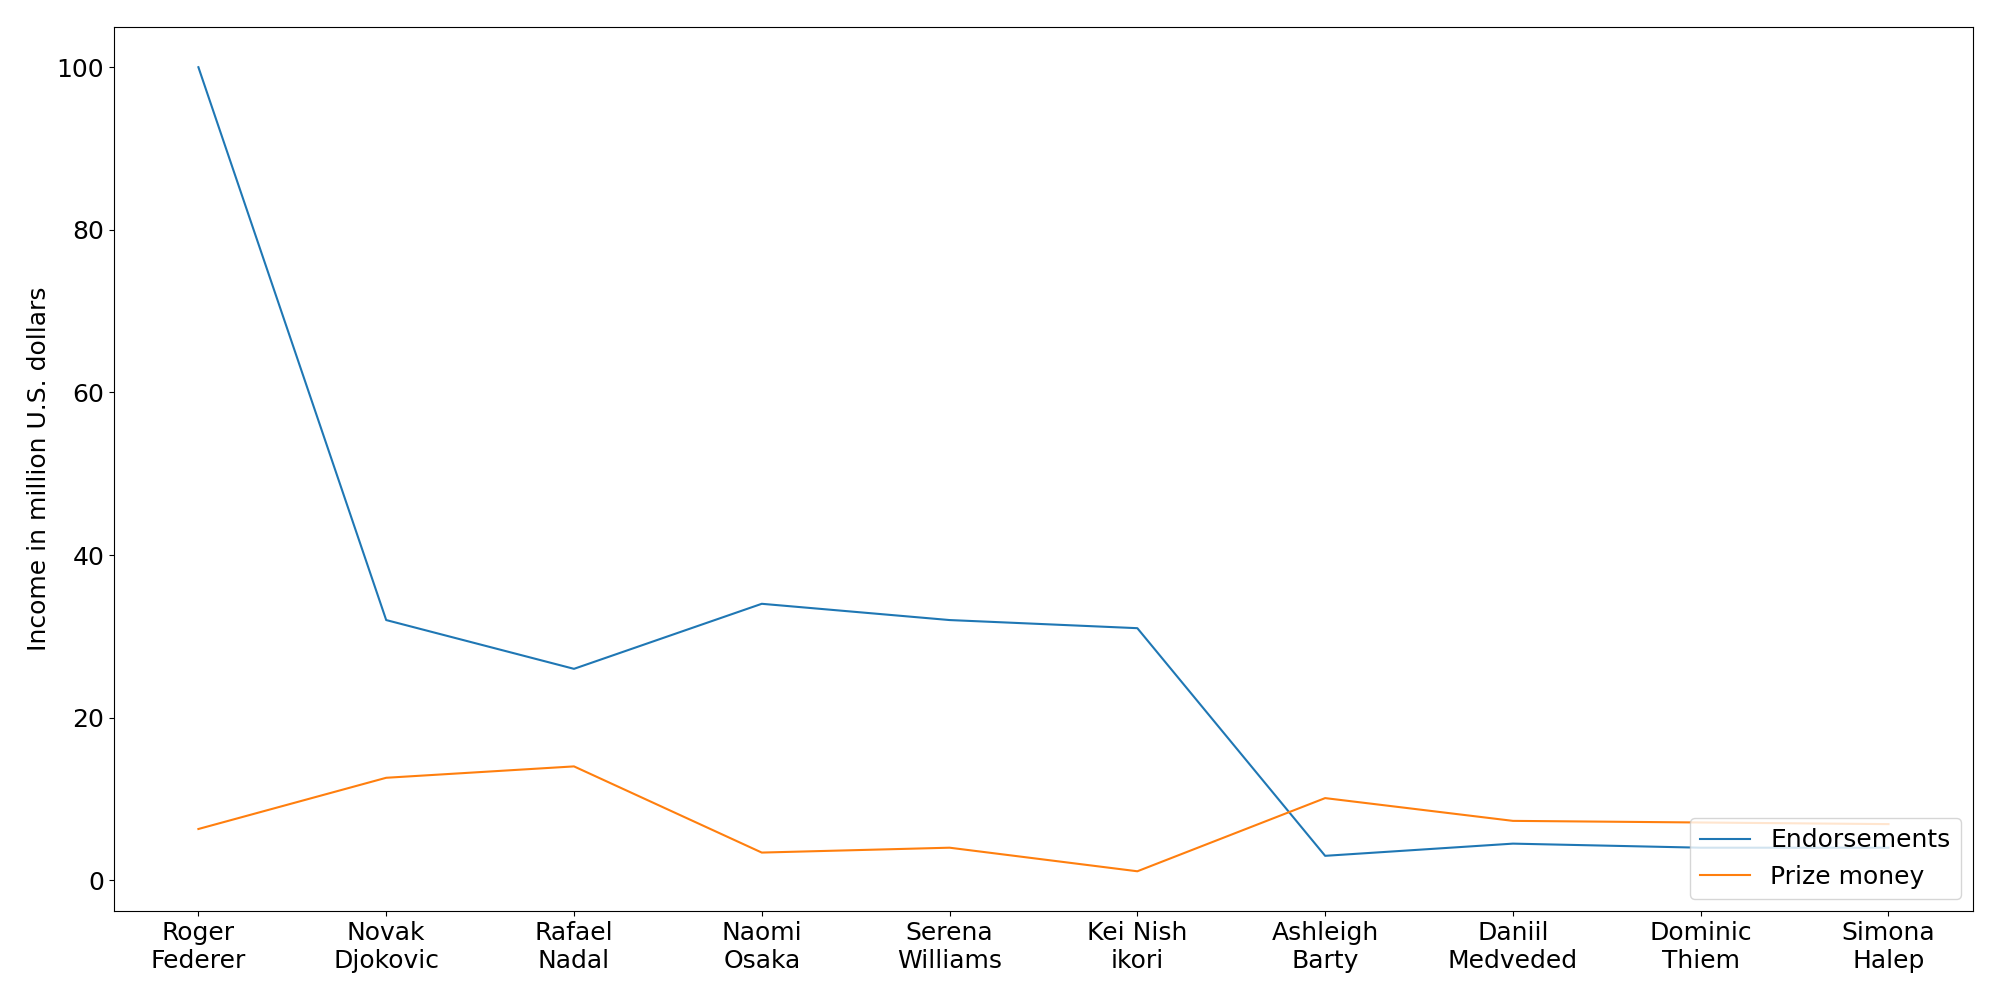 Income in million U.S. dollars
100
80
60
40
20
0
Endorsements
Prize money
Roger
Federer
Novak
Djokovic
Rafael
Nadal
Naomi
Osaka
Serena
Williams
Kei Nish
ikori
Ashleigh
Barty
Daniil
Medveded
Dominic
Thiem
Simona
Halep